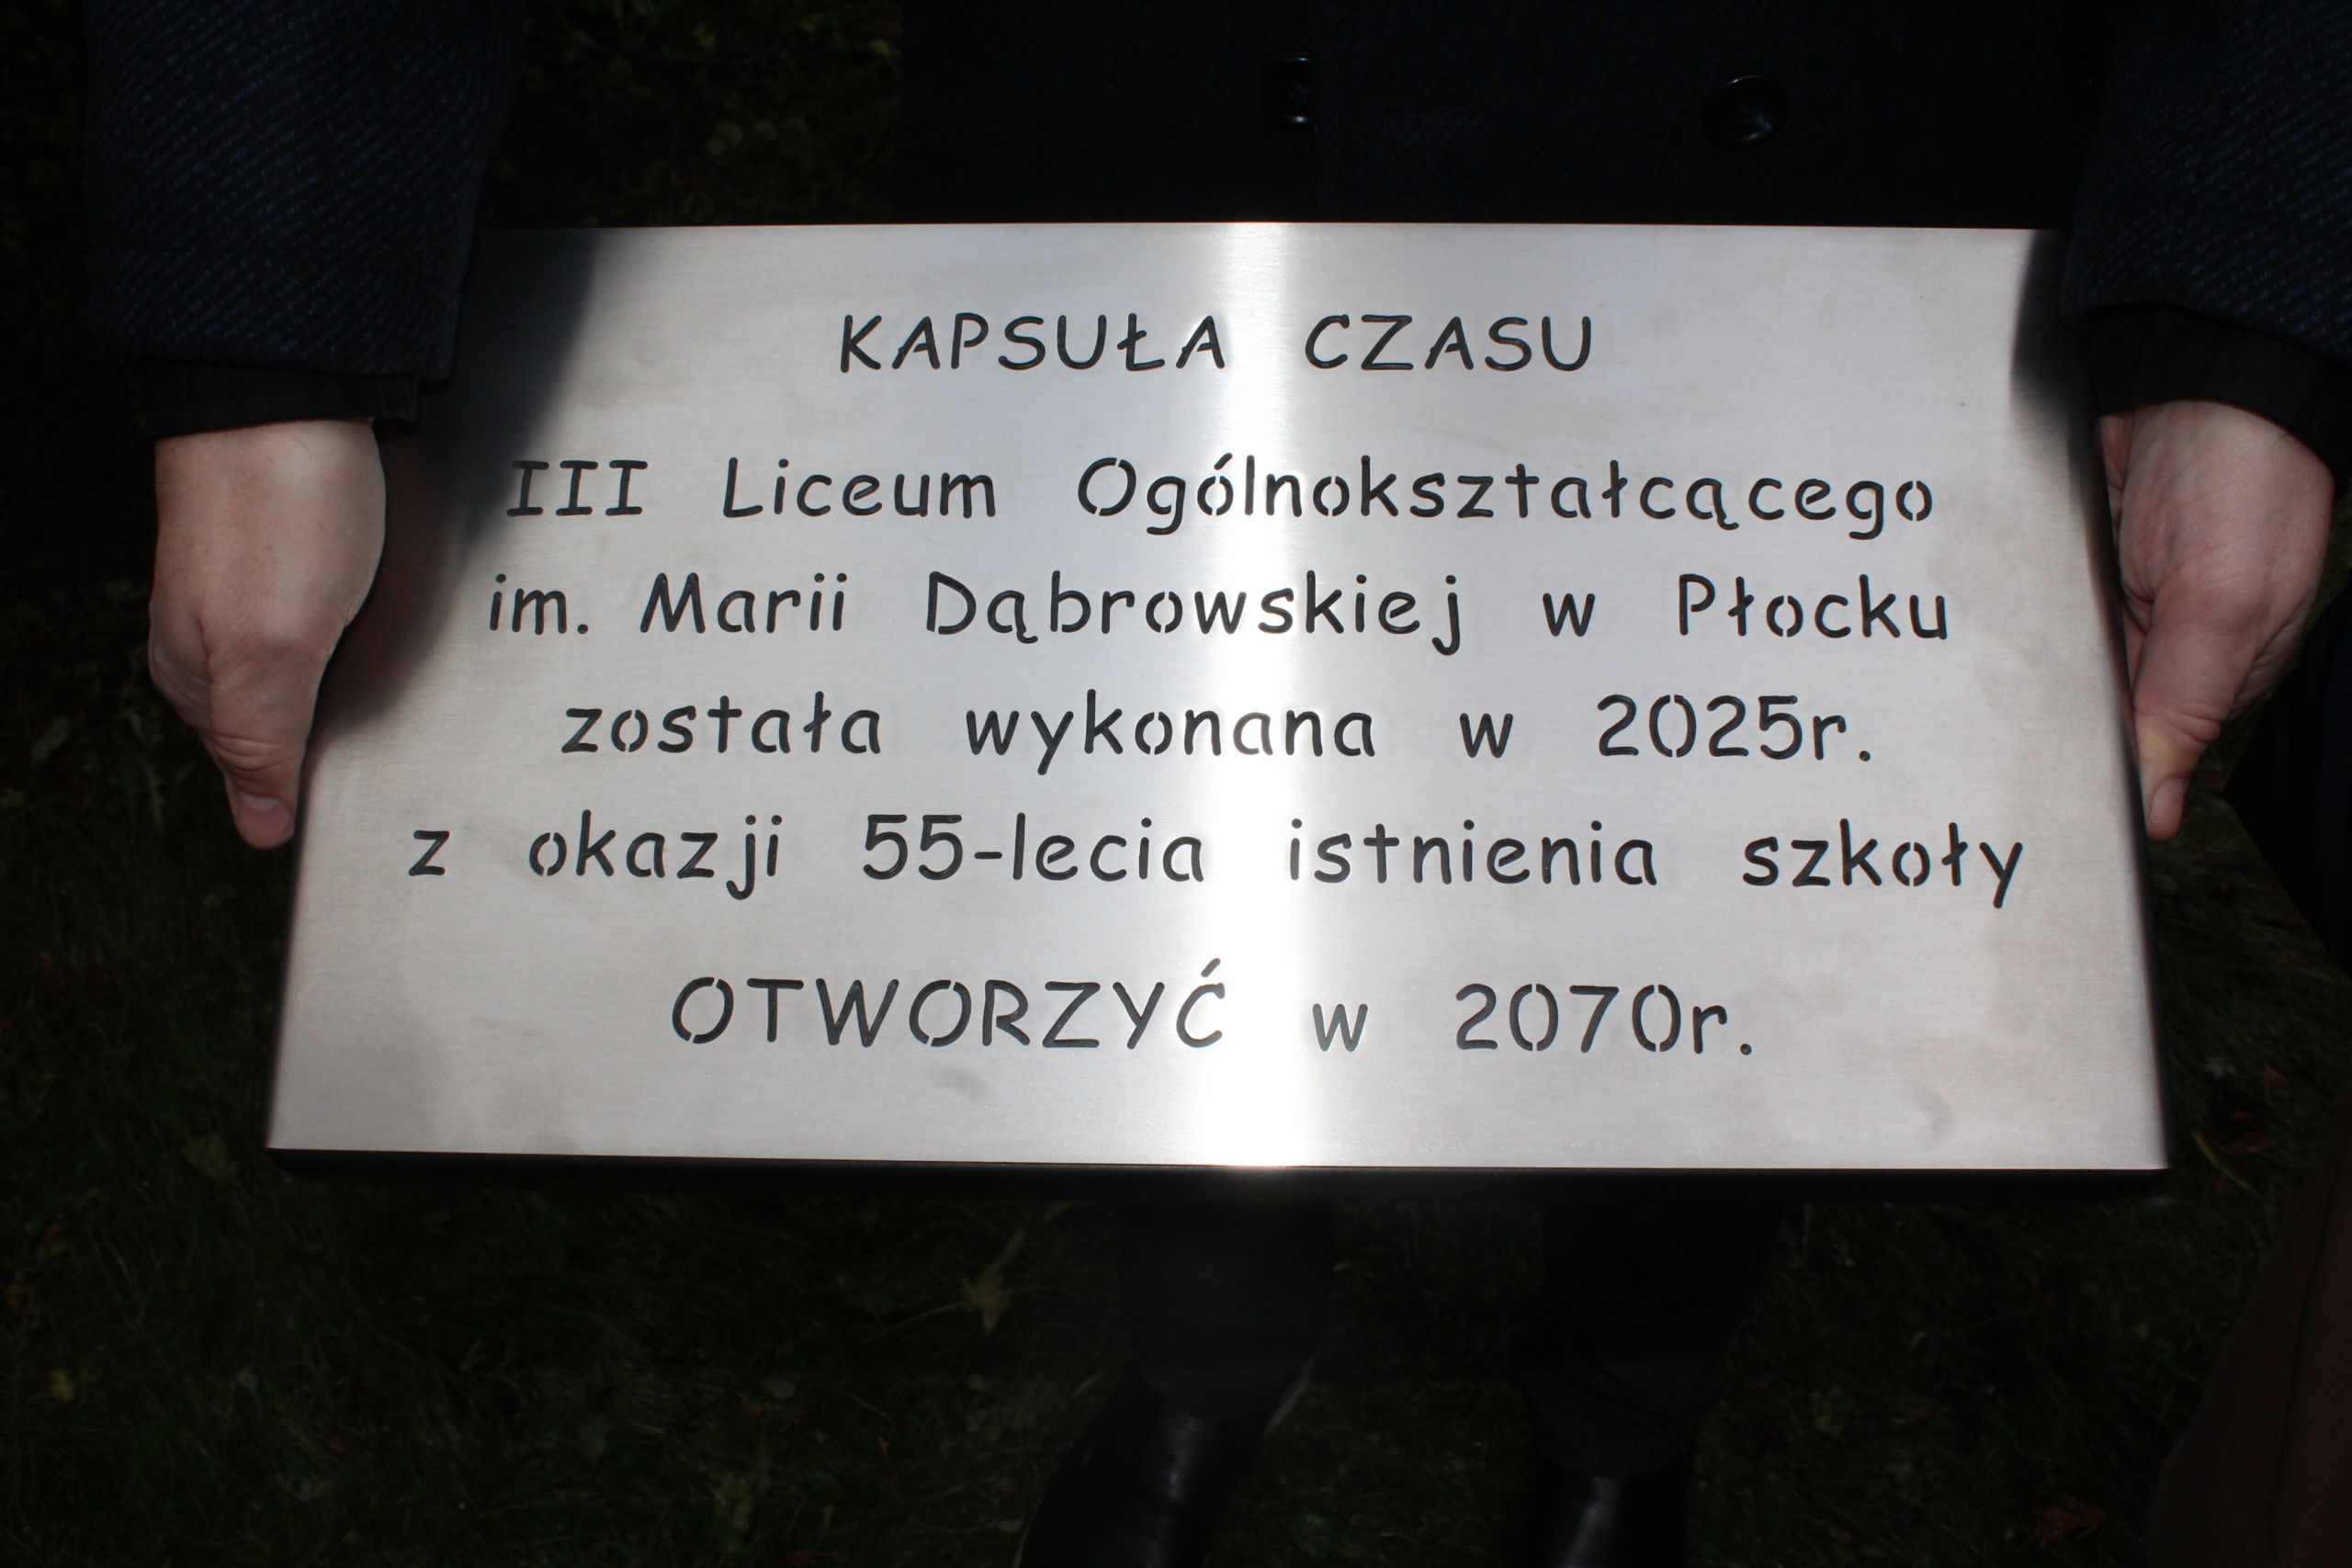 KAPSUŁA CZASU
III Liceum Ogólnokształcącego
im. Marii Dąbrowskiej w Płocku
została wykonana w 2025r.
z okazji 55-lecia istnienia szkoły
OTWORZYĆ w 2070r.